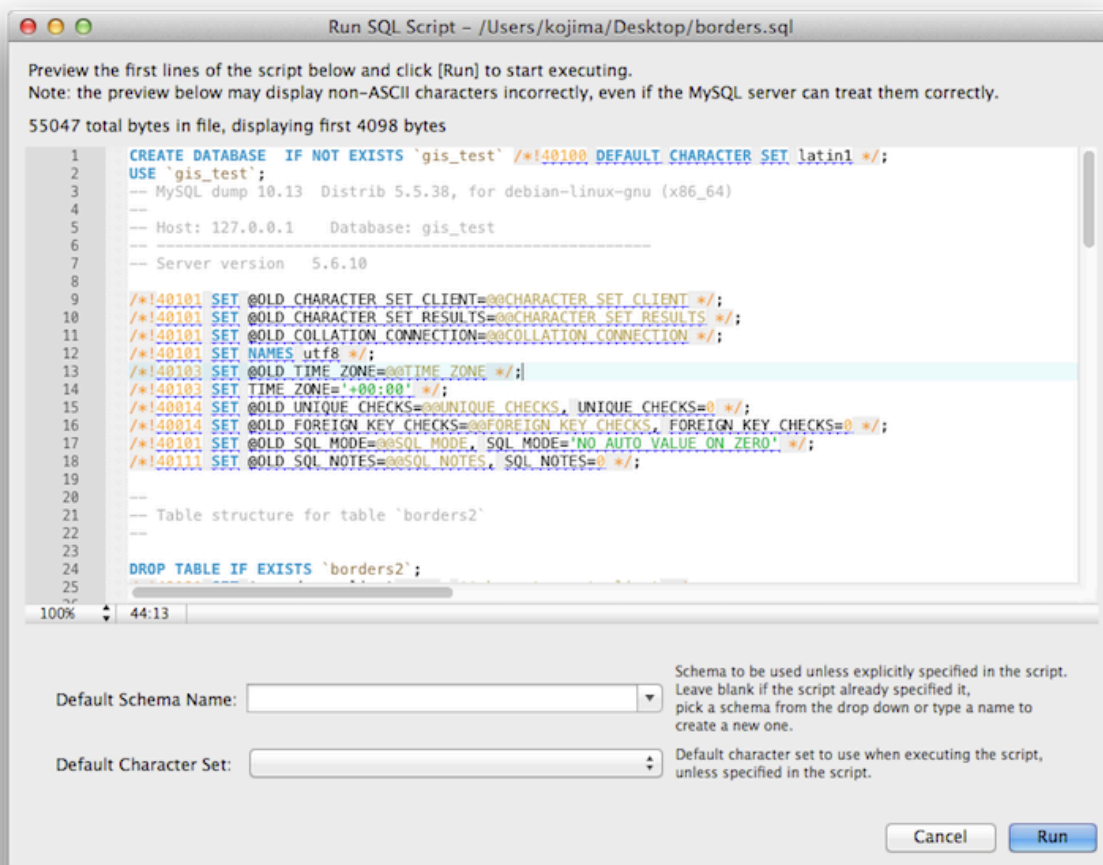 Run SQL Script – /Users/kojima/Desktop/borders.sql
Preview the first lines of the script below and click [Run] to start executing.
Note: the preview below may display non-ASCII characters incorrectly, even if the MySQL server can treat them correctly.
55047 total bytes in file, displaying first 4098 bytes
1 CREATE DATABASE  IF NOT EXISTS `gis_test` /*!40100 DEFAULT CHARACTER SET latin1 */;
2 USE `gis_test`;
3 -- MySQL dump 10.13  Distrib 5.5.38, for debian-linux-gnu (x86_64)
4 --
5 -- Host: 127.0.0.1    Database: gis_test
6 -- ------------------------------------------------------
7 -- Server version   5.6.10
8
9 /*!40101 SET @OLD_CHARACTER_SET_CLIENT=@@CHARACTER_SET_CLIENT */;
10 /*!40101 SET @OLD_CHARACTER_SET_RESULTS=@@CHARACTER_SET_RESULTS */;
11 /*!40101 SET @OLD_COLLATION_CONNECTION=@@COLLATION_CONNECTION */;
12 /*!40101 SET NAMES utf8 */;
13 /*!40103 SET @OLD_TIME_ZONE=@@TIME_ZONE */;
14 /*!40103 SET TIME_ZONE='+00:00' */;
15 /*!40014 SET @OLD_UNIQUE_CHECKS=@@UNIQUE_CHECKS, UNIQUE_CHECKS=0 */;
16 /*!40014 SET @OLD_FOREIGN_KEY_CHECKS=@@FOREIGN_KEY_CHECKS, FOREIGN_KEY_CHECKS=0 */;
17 /*!40101 SET @OLD_SQL_MODE=@@SQL_MODE, SQL_MODE='NO_AUTO_VALUE_ON_ZERO' */;
18 /*!40111 SET @OLD_SQL_NOTES=@@SQL_NOTES, SQL_NOTES=0 */;
19
20 --
21 -- Table structure for table `borders2`
22 --
23
24 DROP TABLE IF EXISTS `borders2`;
25
100% 44:13
Schema to be used unless explicitly specified in the script.
Default Schema Name: Leave blank if the script already specified it,
pick a schema from the drop down or type a name to
create a new one.
Default Character Set: Default character set to use when executing the script,
unless specified in the script.
Cancel Run